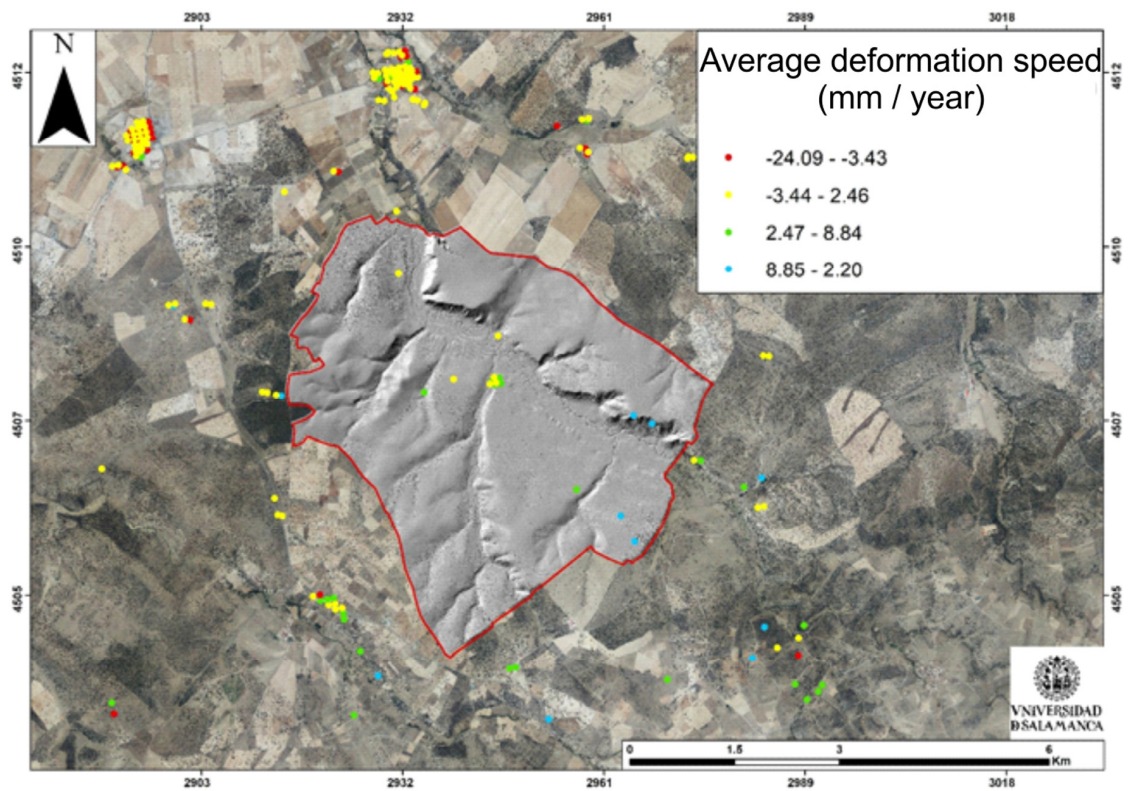 2903 2932 2961 2989 3018
N
Average deformation speed
(mm / year)
-24.09 - -3.43
-3.44 - 2.46
2.47 - 8.84
8.85 - 2.20
4512 4512
4510 4510
4507 4507
4505 4505
VNiVERSiDAD
D SALAMANCA
0 1.5 3 6
Km
2903 2932 2961 2989 3018